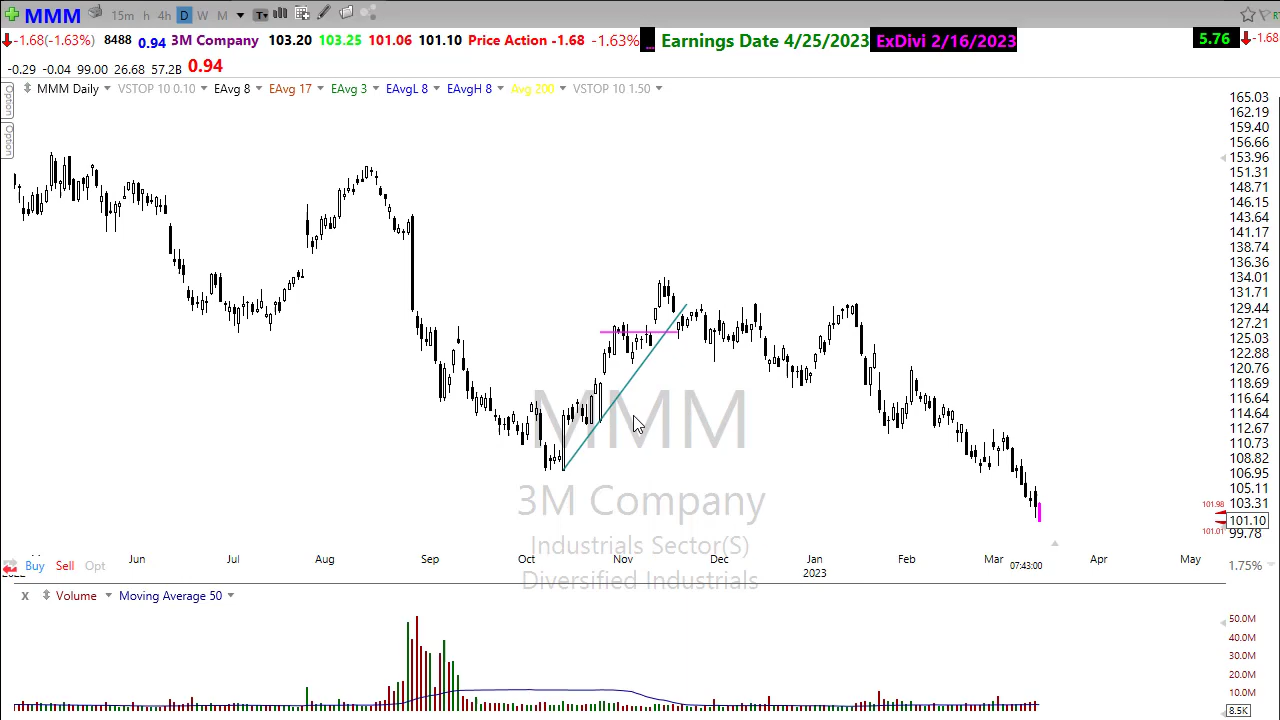 MMM 15m h 4h D W M T
-1.68(-1.63%) 8488 0.94 3M Company 103.20 103.25 101.06 101.10 Price Action -1.68 -1.63% ... Earnings Date 4/25/2023 ExDivi 2/16/2023 5.76 -1.68
-0.29 -0.04 99.00 26.68 57.2B 0.94
Option
Option
MMM Daily VSTOP 10 0.10 EAvg 8 EAvg 17 EAvg 3 EAvgL 8 EAvgH 8 Avg 200 VSTOP 10 1.50
165.03
162.19
159.40
156.66
153.96
151.31
148.71
146.15
143.64
141.17
138.74
136.36
134.01
131.71
129.44
127.21
125.03
122.88
120.76
118.69
116.64
114.64
112.67
110.73
108.82
106.95
105.11
103.31
101.98
101.10
101.01
99.78
MMM
3M Company
Industrials Sector(S)
Diversified Industrials
Jun Jul Aug Sep Oct Nov Dec Jan Feb Mar Apr May
2023
07:43:00
Buy Sell Opt
1.75%
x Volume Moving Average 50
50.0M
40.0M
30.0M
20.0M
10.0M
8.5K